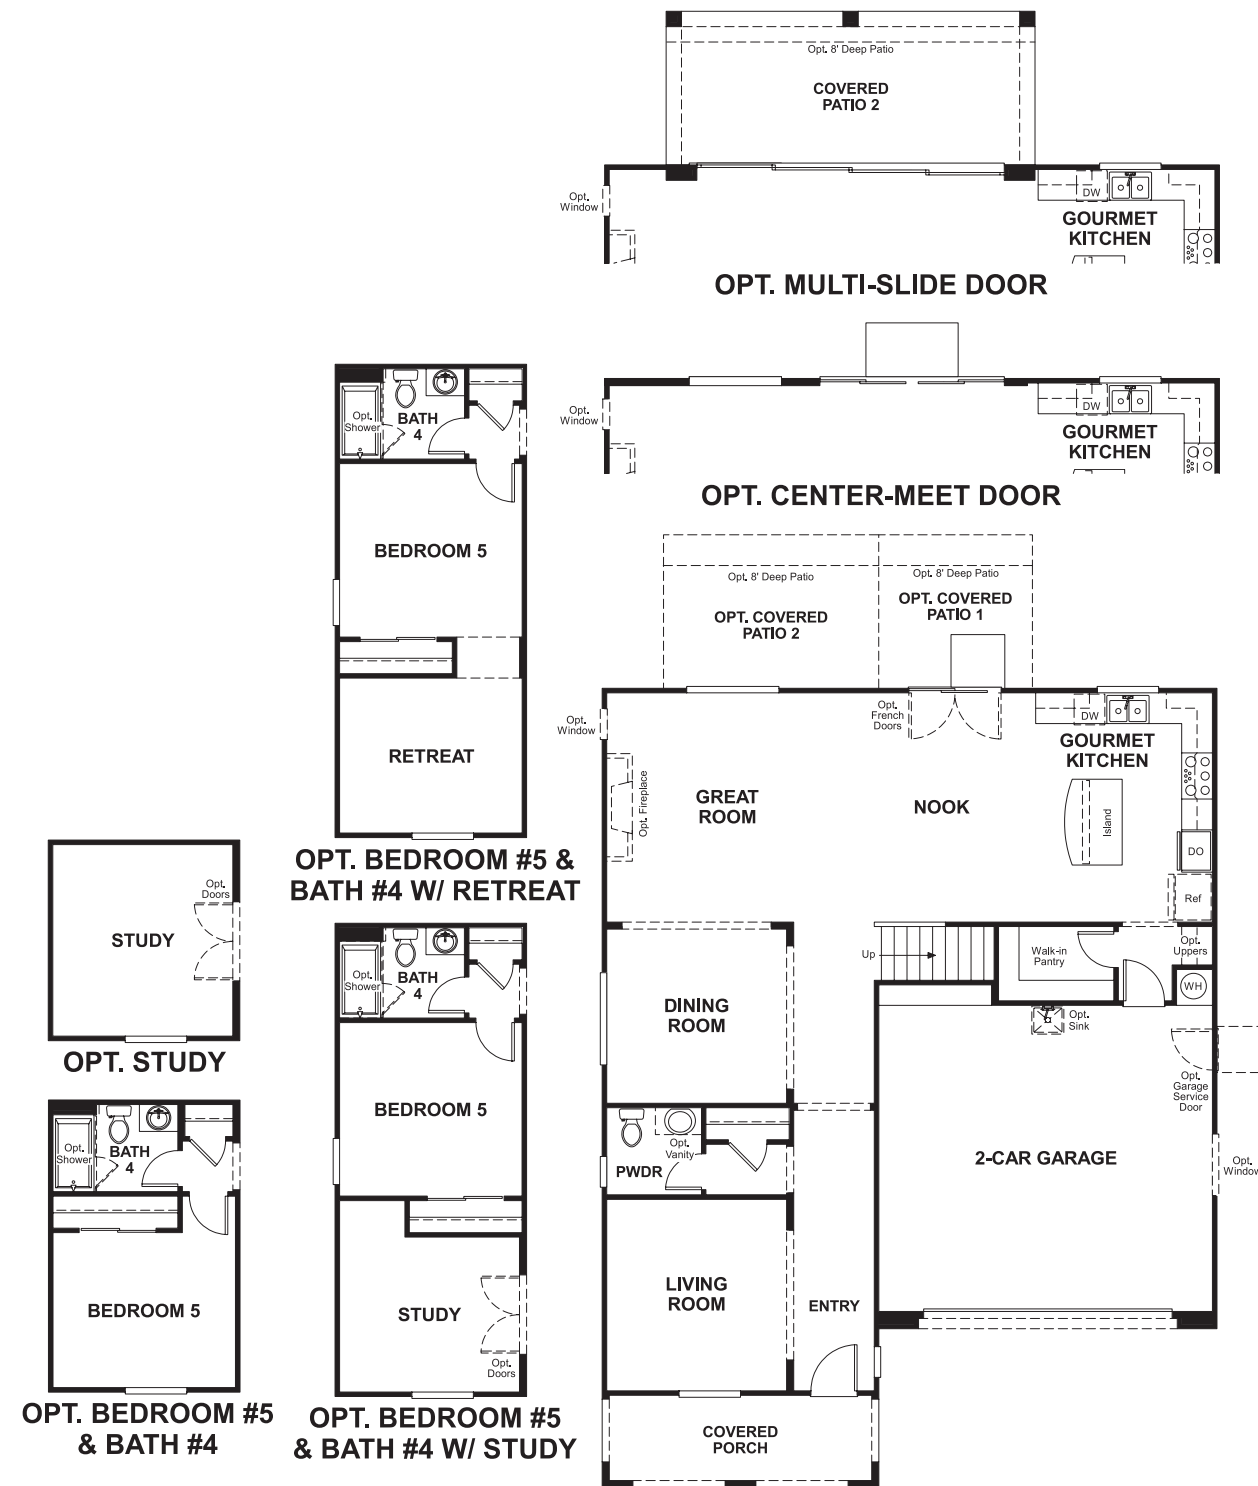 Opt. 8' Deep Patio
COVERED
PATIO 2
Opt.
Window
DW
GOURMET
KITCHEN
OPT. MULTI-SLIDE DOOR
Opt.
Window
DW
GOURMET
KITCHEN
OPT. CENTER-MEET DOOR
Opt.
Shower
BATH
4
BEDROOM 5
RETREAT
OPT. BEDROOM #5 &
BATH #4 W/ RETREAT
Opt.
Doors
STUDY
OPT. STUDY
Opt.
Shower
BATH
4
BEDROOM 5
OPT. BEDROOM #5
& BATH #4
Opt.
Shower
BATH
4
BEDROOM 5
STUDY
Opt.
Doors
OPT. BEDROOM #5
& BATH #4 W/ STUDY
Opt. 8' Deep Patio
OPT. COVERED
PATIO 2
Opt. 8' Deep Patio
OPT. COVERED
PATIO 1
Opt.
Window
Opt.
French
Doors
DW
GOURMET
KITCHEN
Opt. Fireplace
GREAT
ROOM
NOOK
Island
DO
Ref
Up
Walk-in
Pantry
Opt.
Uppers
WH
Opt.
Sink
DINING
ROOM
Opt.
Garage
Service
Door
Opt.
Vanity
PWDR
2-CAR GARAGE
Opt.
Window
LIVING
ROOM
ENTRY
COVERED
PORCH